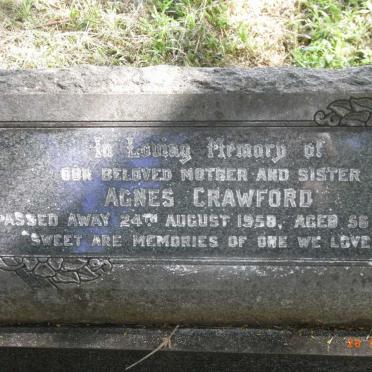 In Loving Memory of
OUR BELOVED MOTHER AND SISTER
AGNES CRAWFORD
PASSED AWAY 24TH AUGUST 1958, AGED 56
"SWEET ARE MEMORIES OF ONE WE LOVE